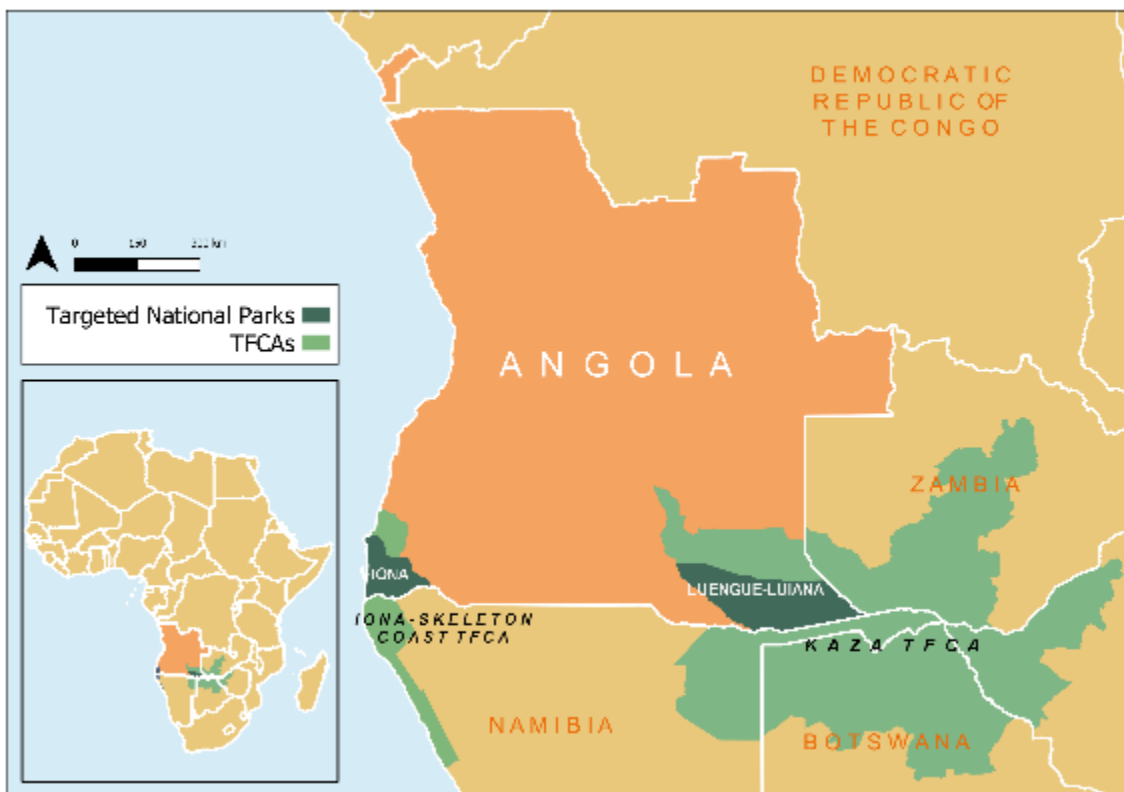 DEMOCRATIC
REPUBLIC OF
THE CONGO
0
Targeted National Parks
TFCAs
ANGOLA
ZAMBIA
IONA
LUENGUE-LUIANA
IONA-SKELETON
COAST TFCA
KAZA TFCA
NAMIBIA
BOTSWANA